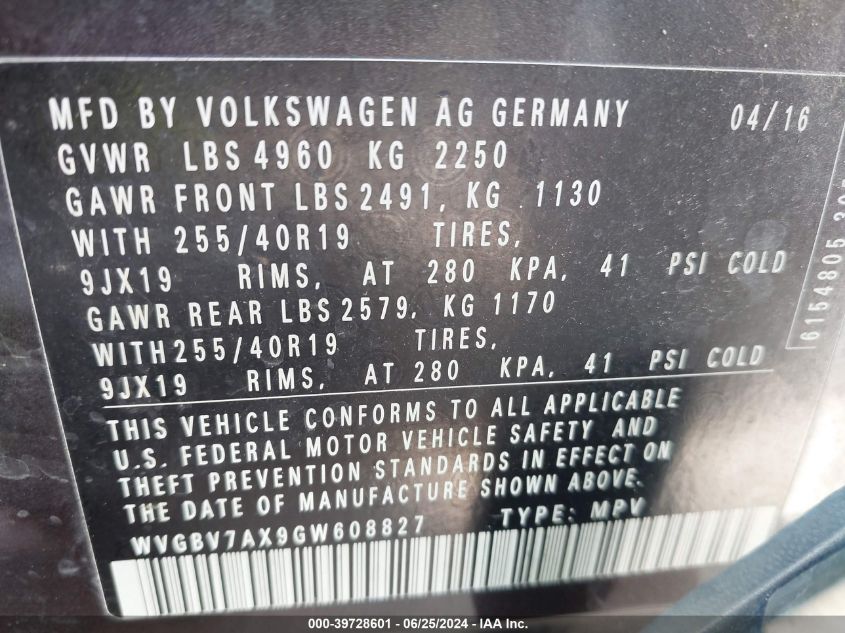 MFD BY VOLKSWAGEN AG GERMANY 04/16
GVWR LBS 4960 KG 2250
GAWR FRONT LBS 2491, KG 1130
WITH 255/40R19 TIRES,
9JX19 RIMS, AT 280 KPA, 41 PSI COLD
GAWR REAR LBS 2579, KG 1170
WITH 255/40R19 TIRES,
9JX19 RIMS, AT 280 KPA, 41 PSI COLD
THIS VEHICLE CONFORMS TO ALL APPLICABLE
U.S. FEDERAL MOTOR VEHICLE SAFETY AND
THEFT PREVENTION STANDARDS IN EFFECT ON
THE DATE OF MANUFACTURE SHOWN ABOVE.
WVGBV7AX9GW608827 TYPE: MPV
6154805
000-39728601 - 06/25/2024 - IAA Inc.